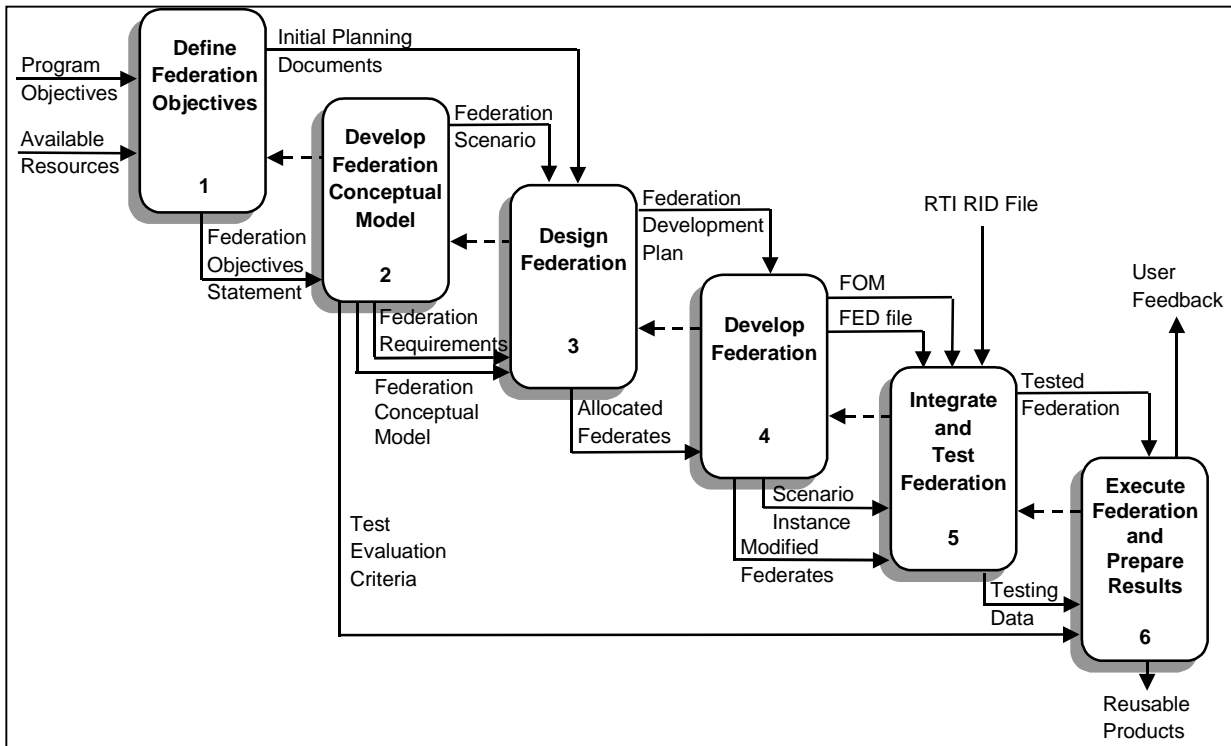 Program
Objectives
Available
Resources
Define
Federation
Objectives
1
Initial Planning
Documents
Federation
Objectives
Statement
Develop
Federation
Conceptual
Model
2
Federation
Scenario
Federation
Requirements
Federation
Conceptual
Model
Test
Evaluation
Criteria
Design
Federation
3
Federation
Development
Plan
Allocated
Federates
Develop
Federation
4
FOM
FED file
RTI RID File
Scenario
Instance
Modified
Federates
Integrate
and
Test
Federation
5
Tested
Federation
Testing
Data
User
Feedback
Execute
Federation
and
Prepare
Results
6
Reusable
Products